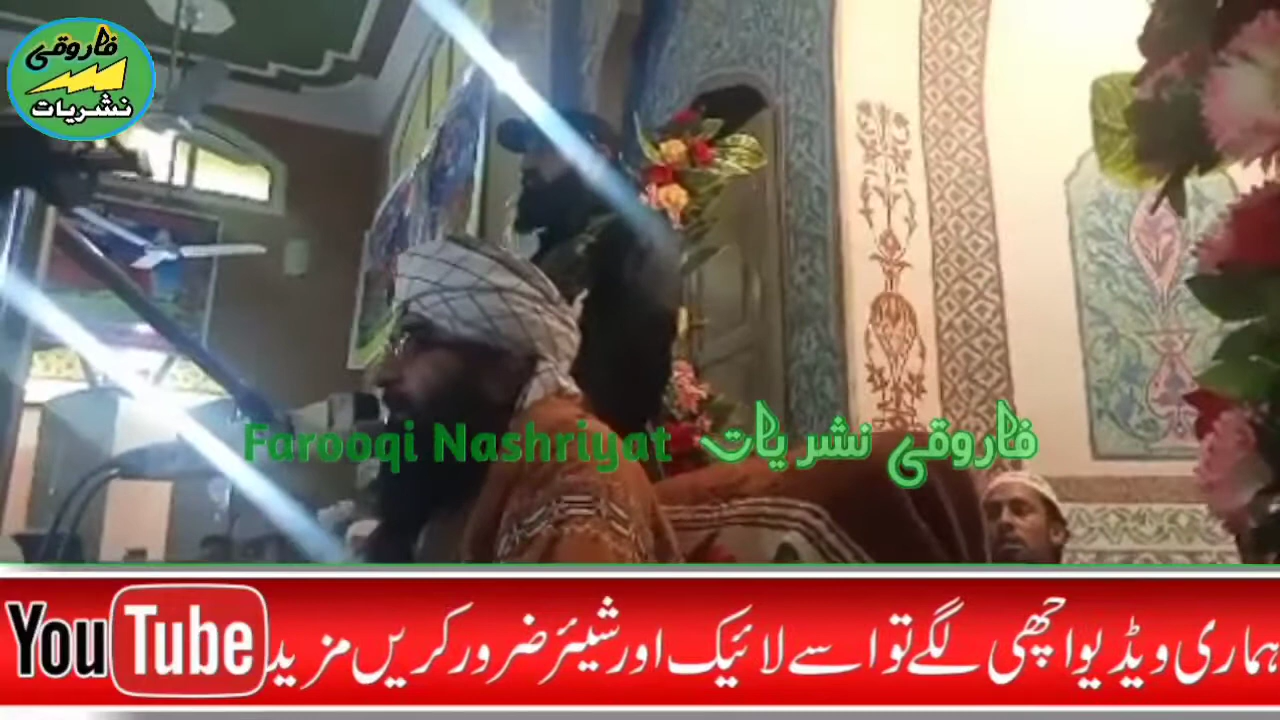 فاروقی
نشریات
Farooqi Nashriyat فاروقی نشریات
YouTube ہماری ویڈیو اچھی لگے تو اسے لائیک اور شیئر ضرور کریں مزید